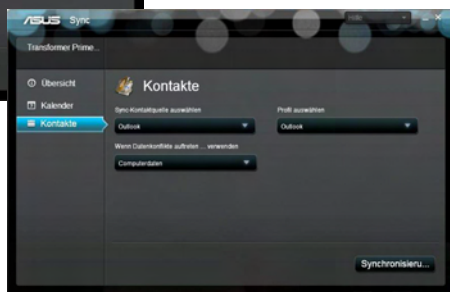 ASUS Sync
Hilfe
Transformer Prime...
Übersicht
Kalender
Kontakte
Kontakte
Sync-Kontaktquelle auswählen
Profil auswählen
Outlook
Outlook
Wenn Datenkonflikte auftreten ... verwenden
Computerdaten
Synchronisieru...